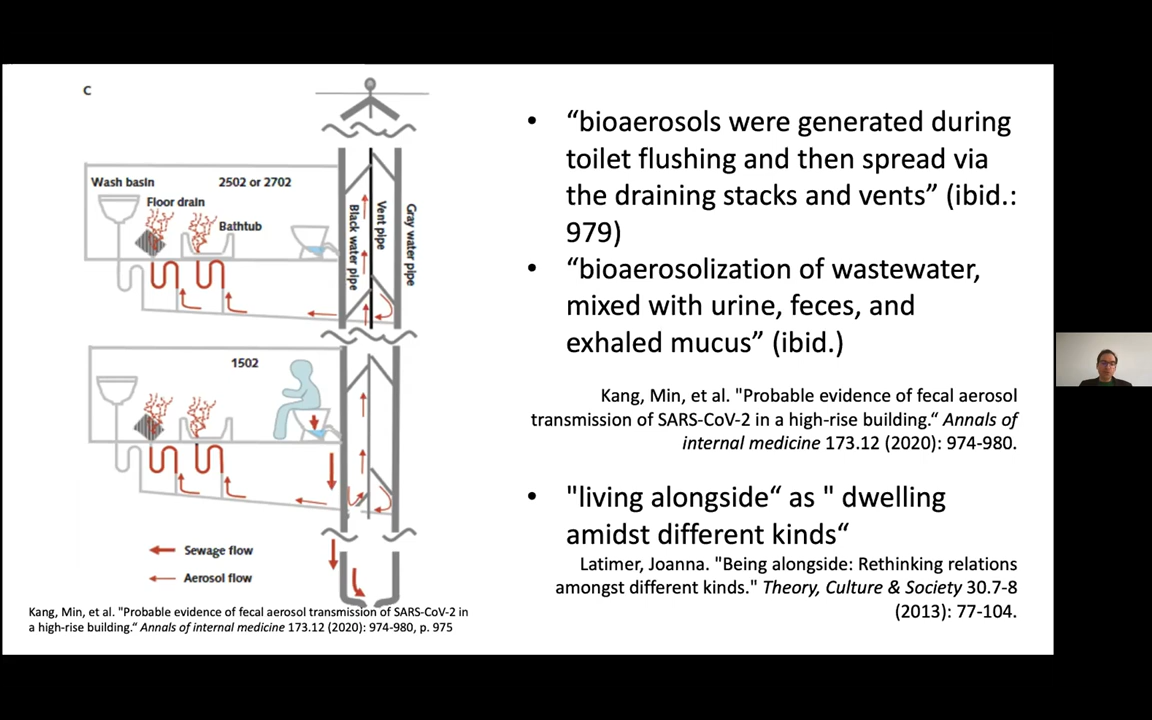 C
Wash basin
2502 or 2702
Floor drain
Bathtub
Black water pipe
Vent pipe
Gray water pipe
1502
Sewage flow
Aerosol flow
Kang, Min, et al. "Probable evidence of fecal aerosol transmission of SARS-CoV-2 in
a high-rise building.“ Annals of internal medicine 173.12 (2020): 974-980, p. 975
• “bioaerosols were generated during
toilet flushing and then spread via
the draining stacks and vents” (ibid.:
979)
• “bioaerosolization of wastewater,
mixed with urine, feces, and
exhaled mucus” (ibid.)
Kang, Min, et al. "Probable evidence of fecal aerosol
transmission of SARS-CoV-2 in a high-rise building.“ Annals of
internal medicine 173.12 (2020): 974-980.
• "living alongside“ as " dwelling
amidst different kinds“
Latimer, Joanna. "Being alongside: Rethinking relations
amongst different kinds." Theory, Culture & Society 30.7-8
(2013): 77-104.